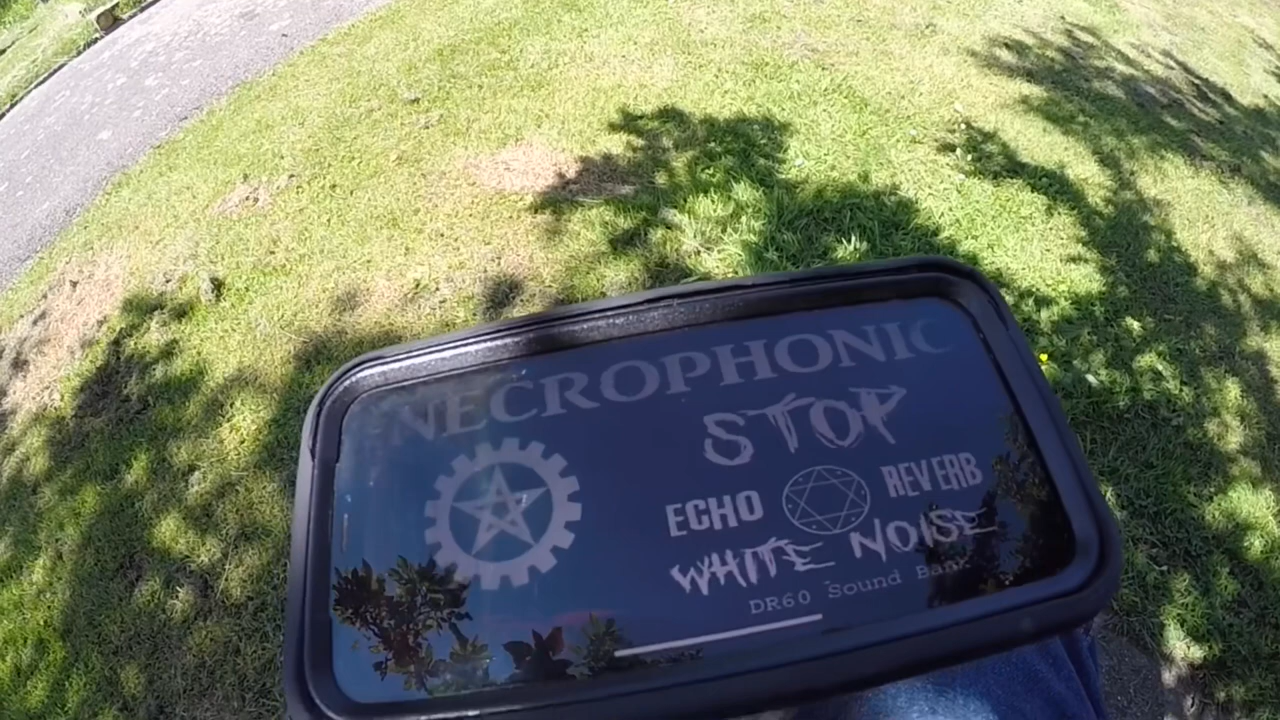 NECROPHONIC
STOP
ECHO REVERB
WHITE NOISE
DR60 Sound Bank